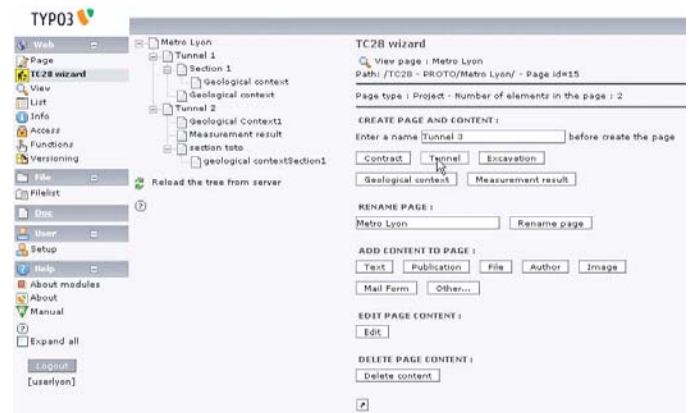 TYPO3
Web
Page
TC28 wizard
View
List
Info
Access
Functions
Versioning
File
Filelist
Doc
User
Setup
Help
About modules
About
Manual
Expand all
Logout
[userlyon]
Metro Lyon
Tunnel 1
Section 1
Geological context
Geological context
Tunnel 2
Geological Context1
Measurement result
section toto
geological contextSection1
Reload the tree from server
TC28 wizard
View page : Metro Lyon
Path: /TC28 - PROTO/Metro Lyon/ - Page id=15
Page type : Project - Number of elements in the page : 2
CREATE PAGE AND CONTENT :
Enter a name Tunnel 3 before create the page
Contract Tunnel Excavation
Geological context Measurement result
RENAME PAGE :
Metro Lyon Rename page
ADD CONTENT TO PAGE :
Text Publication File Author Image
Mail Form Other...
EDIT PAGE CONTENT :
Edit
DELETE PAGE CONTENT :
Delete content